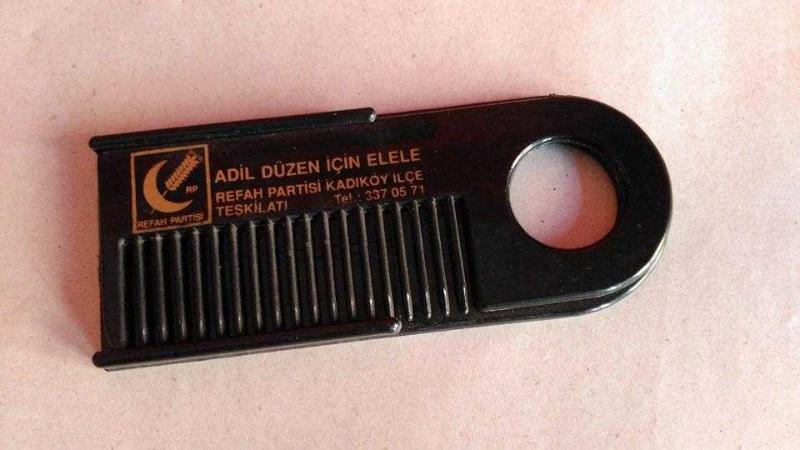 RP
REFAH PARTİSİ
ADİL DÜZEN İÇİN ELELE
REFAH PARTİSİ KADIKÖY İLÇE
TEŞKİLATI Tel : 337 05 71